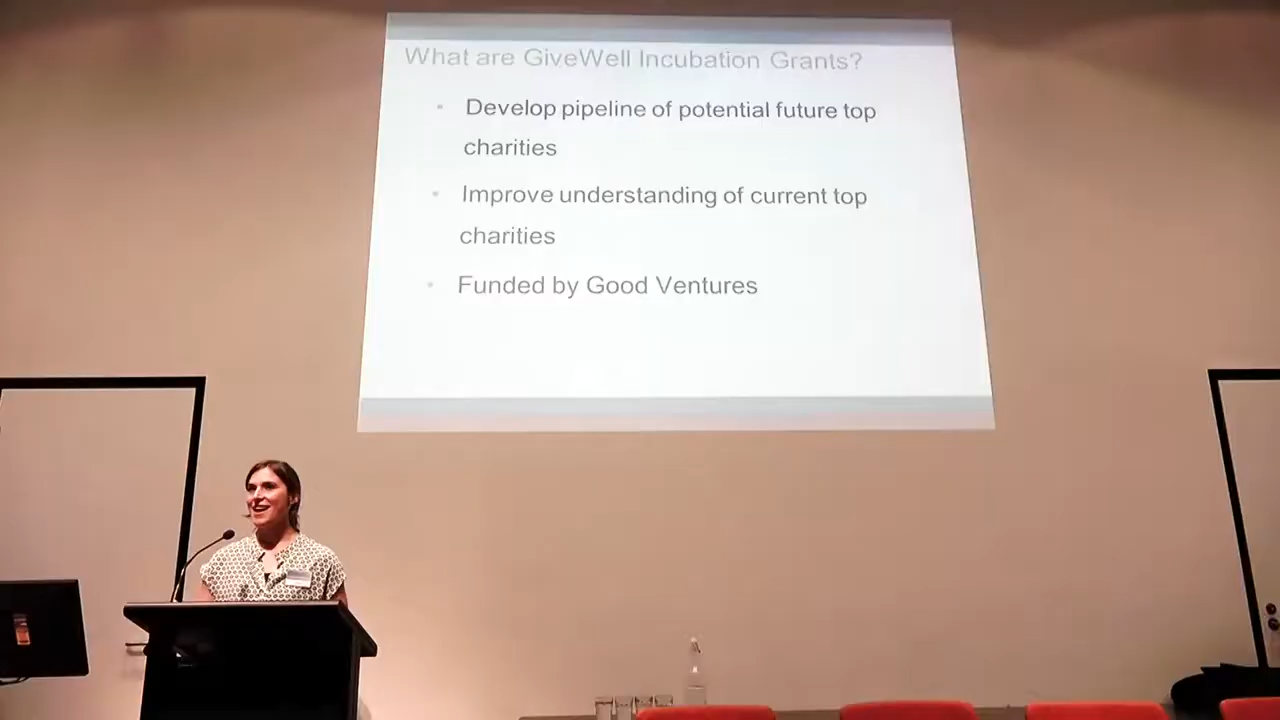 What are GiveWell Incubation Grants?
• Develop pipeline of potential future top
charities
• Improve understanding of current top
charities
• Funded by Good Ventures